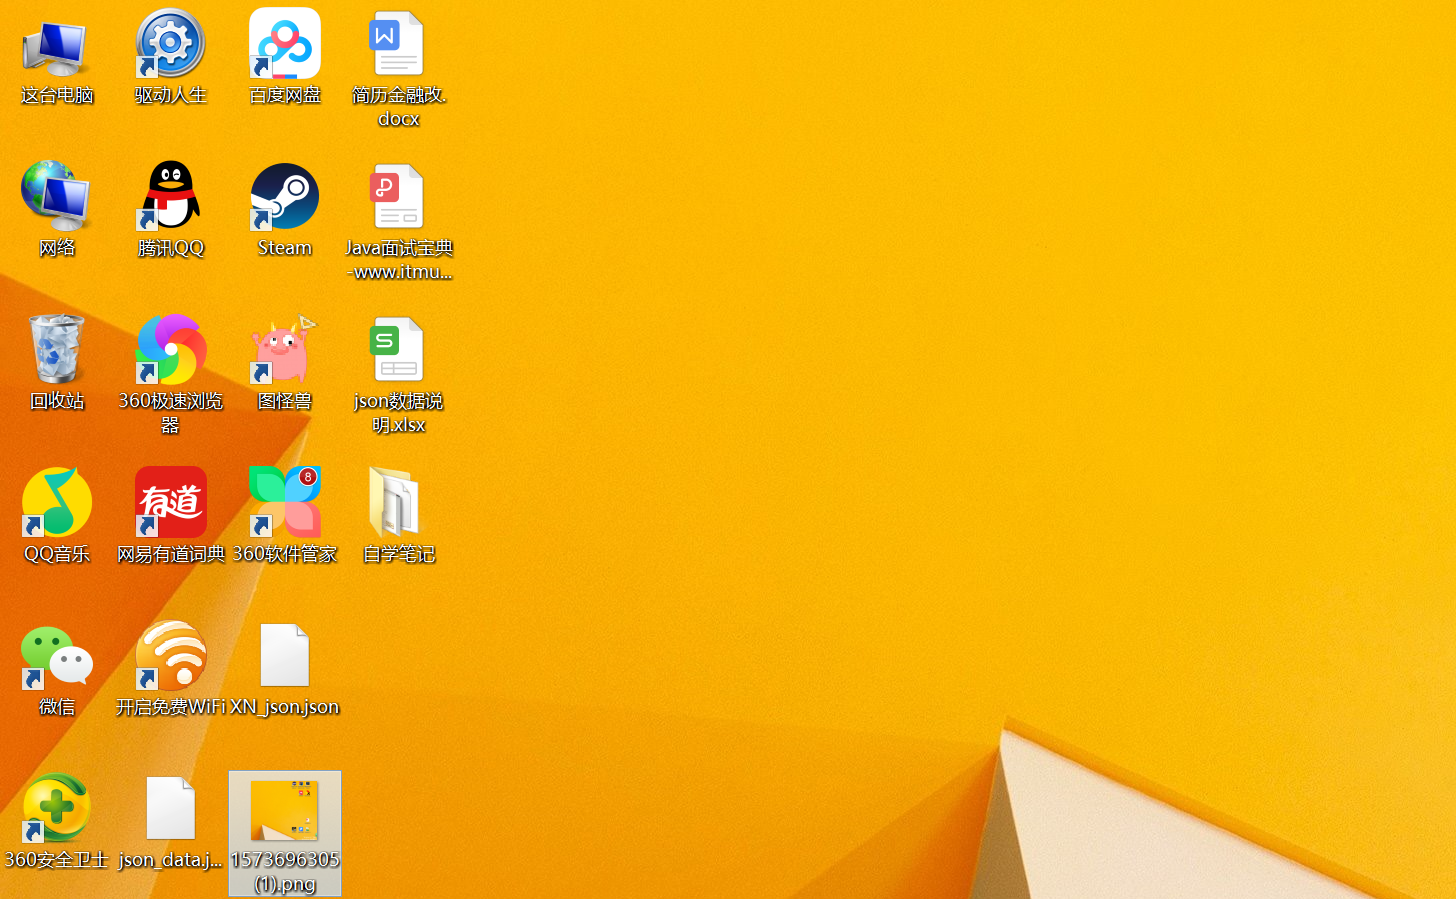 这台电脑
驱动人生
百度网盘
简历金融改.
docx
网络
腾讯QQ
Steam
Java面试宝典
-www.itmu...
回收站
360极速浏览
器
图怪兽
json数据说
明.xlsx
QQ音乐
有道
网易有道词典
8
360软件管家
自学笔记
微信
开启免费WiFi
XN_json.json
360安全卫士
json_data.j...
1573696305
(1).png